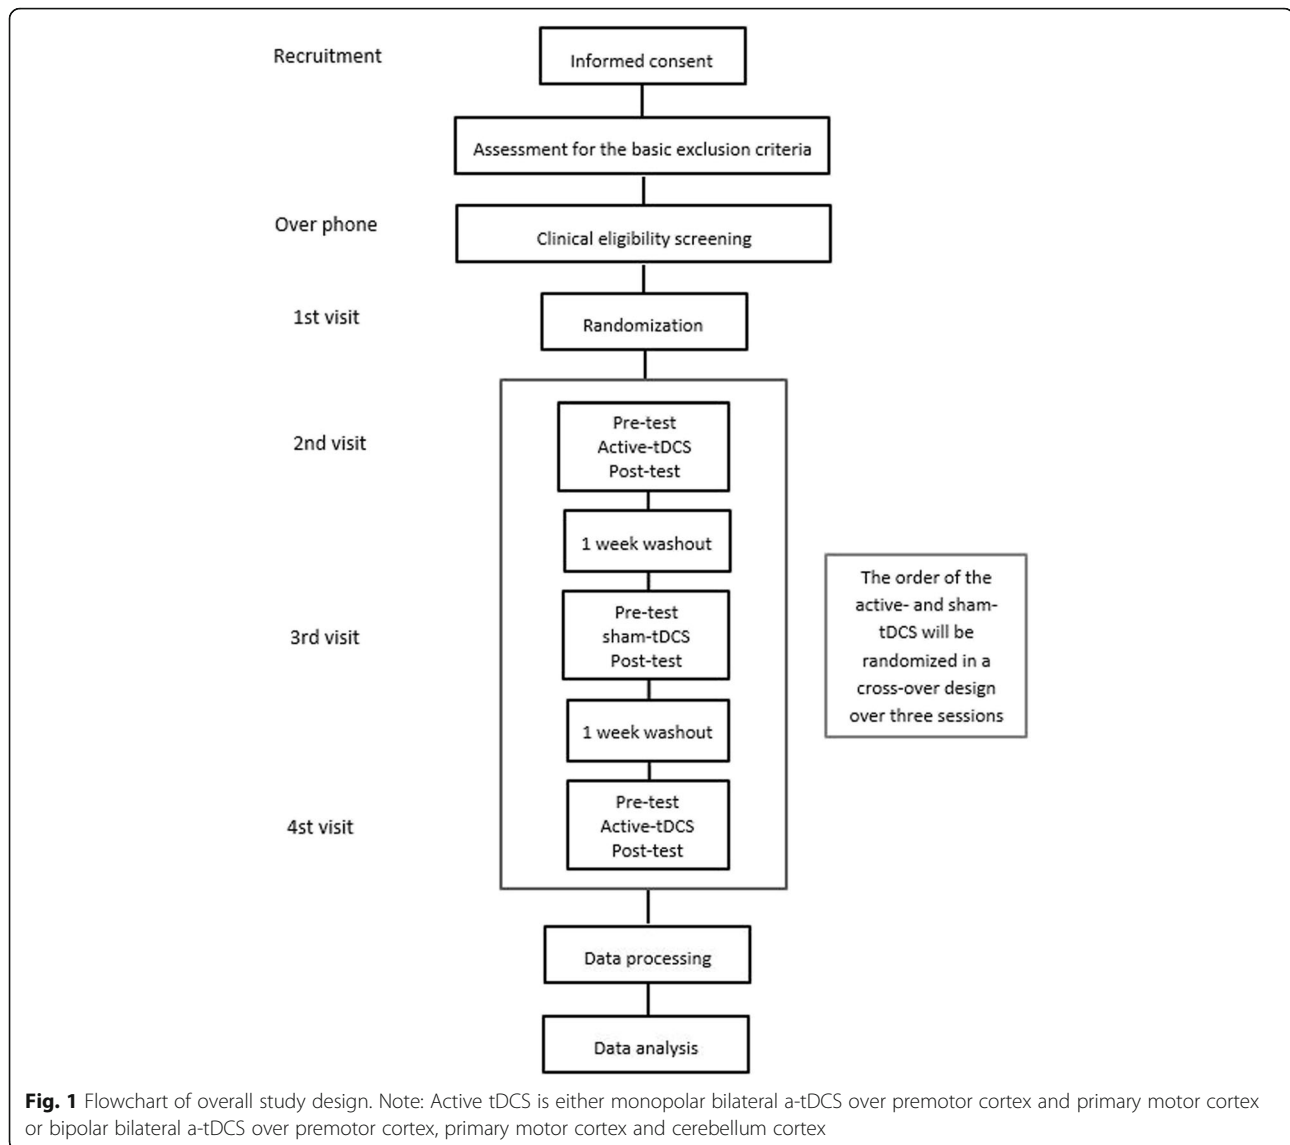 Recruitment
Informed consent
Assessment for the basic exclusion criteria
Over phone
Clinical eligibility screening
1st visit
Randomization
2nd visit
Pre-test
Active-tDCS
Post-test
1 week washout
3rd visit
Pre-test
sham-tDCS
Post-test
The order of the
active- and sham-
tDCS will be
randomized in a
cross-over design
over three sessions
1 week washout
4st visit
Pre-test
Active-tDCS
Post-test
Data processing
Data analysis
Fig. 1 Flowchart of overall study design. Note: Active tDCS is either monopolar bilateral a-tDCS over premotor cortex and primary motor cortex
or bipolar bilateral a-tDCS over premotor cortex, primary motor cortex and cerebellum cortex